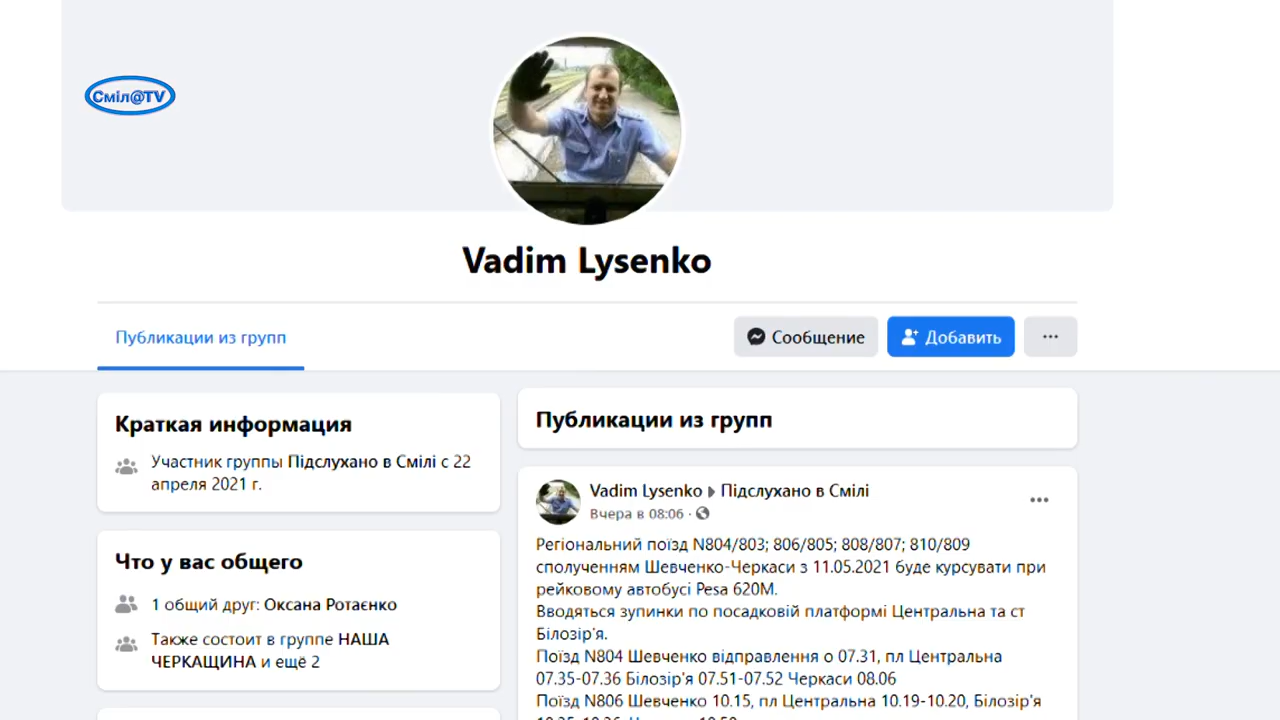 Сміл@TV
Vadim Lysenko
Публикации из групп
Сообщение
Добавить
Краткая информация
Участник группы Підслухано в Смілі с 22
апреля 2021 г.
Что у вас общего
1 общий друг: Оксана Ротаєнко
Также состоит в группе НАША
ЧЕРКАЩИНА и ещё 2
Публикации из групп
Vadim Lysenko ▸ Підслухано в Смілі
Вчера в 08:06 ·
Регіональний поїзд N804/803; 806/805; 808/807; 810/809
сполученням Шевченко-Черкаси з 11.05.2021 буде курсувати при
рейковому автобусі Pesa 620M.
Вводяться зупинки по посадковій платформі Центральна та ст
Білозір'я.
Поїзд N804 Шевченко відправлення о 07.31, пл Центральна
07.35-07.36 Білозір'я 07.51-07.52 Черкаси 08.06
Поїзд N806 Шевченко 10.15, пл Центральна 10.19-10.20, Білозір'я